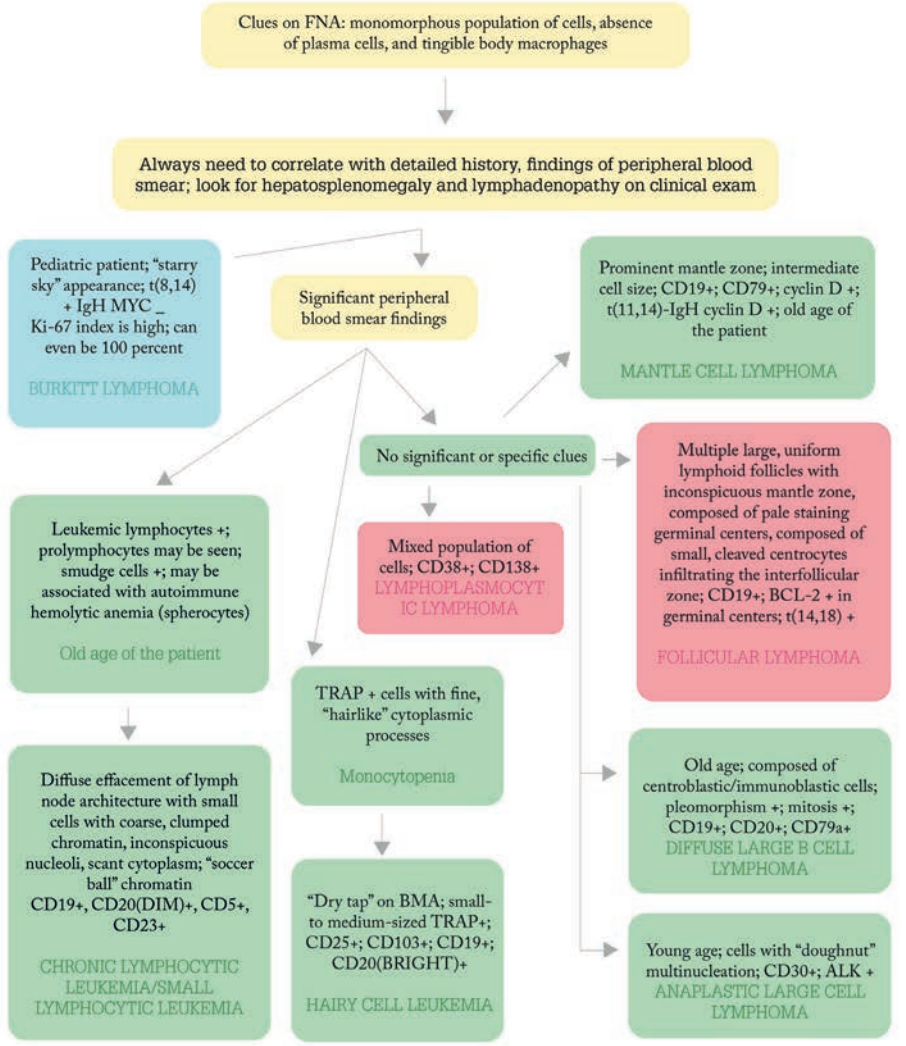 Clues on FNA: monomorphous population of cells, absence
of plasma cells, and tingible body macrophages
Always need to correlate with detailed history, findings of peripheral blood
smear; look for hepatosplenomegaly and lymphadenopathy on clinical exam
Pediatric patient; “starry
sky” appearance; t(8,14)
+ IgH MYC _
Ki-67 index is high; can
even be 100 percent
BURKITT LYMPHOMA
Significant peripheral
blood smear findings
Prominent mantle zone; intermediate
cell size; CD19+; CD79+; cyclin D +;
t(11,14)-IgH cyclin D +; old age of
the patient
MANTLE CELL LYMPHOMA
No significant or specific clues
Multiple large, uniform
lymphoid follicles with
inconspicuous mantle zone,
composed of pale staining
germinal centers, composed of
small, cleaved centrocytes
infiltrating the interfollicular
zone; CD19+; BCL-2 + in
germinal centers; t(14,18) +
FOLLICULAR LYMPHOMA
Mixed population of
cells; CD38+; CD138+
LYMPHOPLASMOCYT
IC LYMPHOMA
Leukemic lymphocytes +;
prolymphocytes may be seen;
smudge cells +; may be
associated with autoimmune
hemolytic anemia (spherocytes)
Old age of the patient
TRAP + cells with fine,
“hairlike” cytoplasmic
processes
Monocytopenia
Diffuse effacement of lymph
node architecture with small
cells with coarse, clumped
chromatin, inconspicuous
nucleoli, scant cytoplasm; “soccer
ball” chromatin
CD19+, CD20(DIM)+, CD5+,
CD23+
CHRONIC LYMPHOCYTIC
LEUKEMIA/SMALL
LYMPHOCYTIC LEUKEMIA
“Dry tap” on BMA; small-
to medium-sized TRAP+;
CD25+; CD103+; CD19+;
CD20(BRIGHT)+
HAIRY CELL LEUKEMIA
Old age; composed of
centroblastic/immunoblastic cells;
pleomorphism +; mitosis +;
CD19+; CD20+; CD79a+
DIFFUSE LARGE B CELL
LYMPHOMA
Young age; cells with “doughnut”
multinucleation; CD30+; ALK +
ANAPLASTIC LARGE CELL
LYMPHOMA